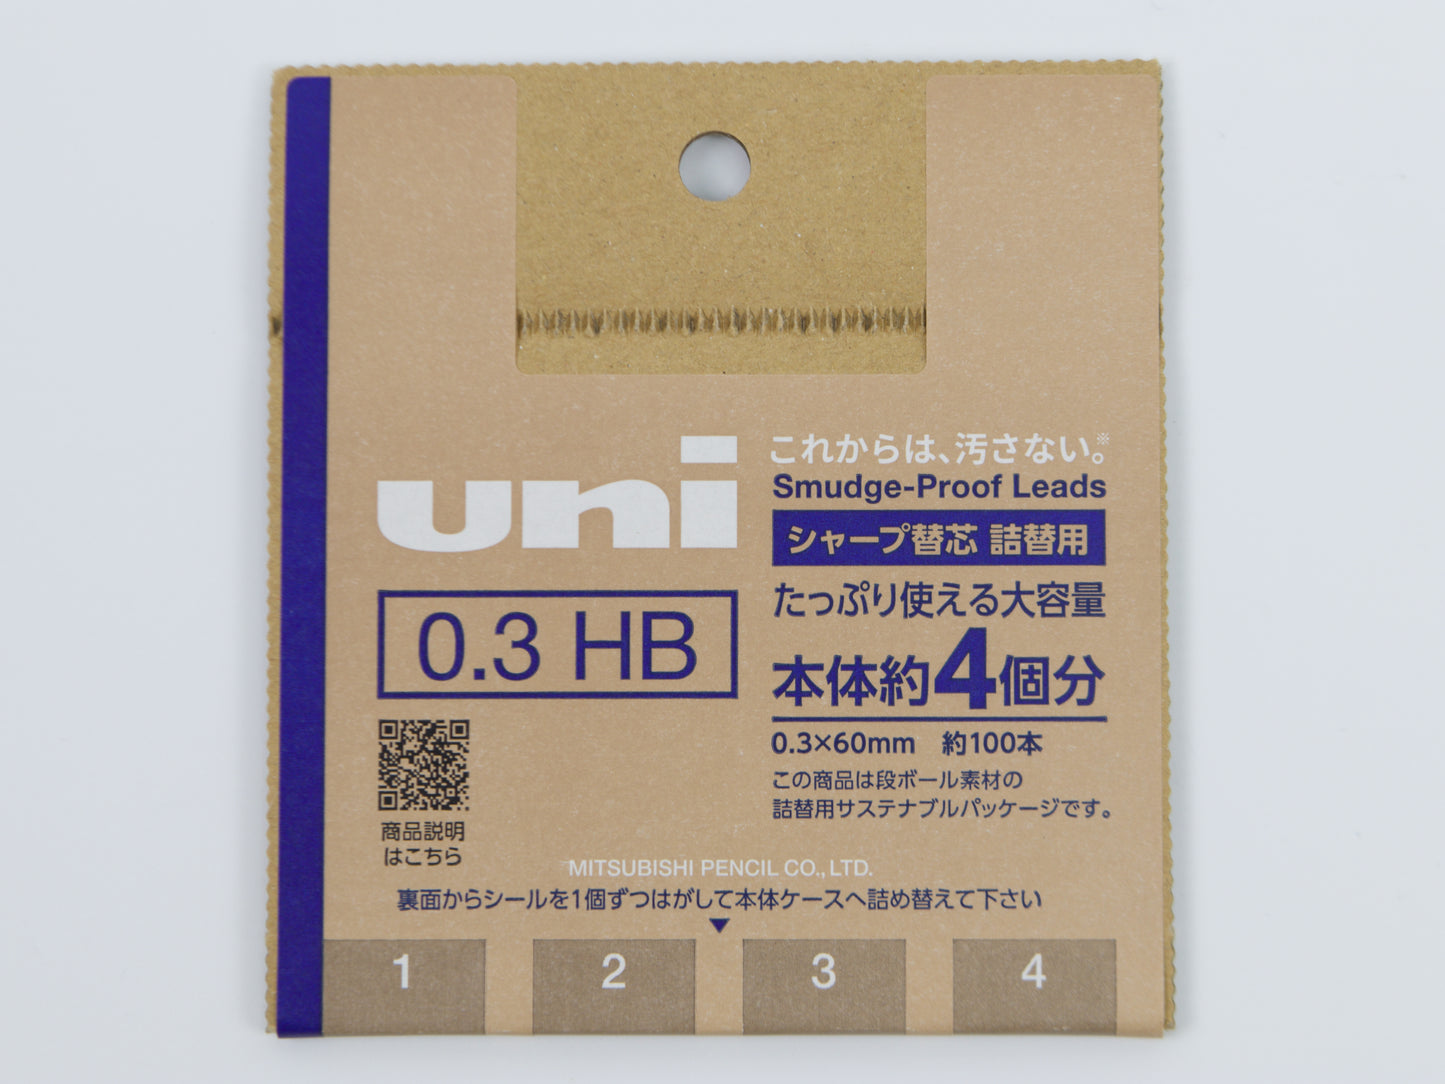 uni
0.3 HB
これからは、汚さない。※
Smudge-Proof Leads
シャープ替芯 詰替用
たっぷり使える大容量
本体約4個分
0.3×60mm 約100本
この商品は段ボール素材の
詰替用サステナブルパッケージです。
商品説明
はこちら
MITSUBISHI PENCIL CO., LTD.
裏面からシールを1個ずつはがして本体ケースへ詰め替えて下さい
1 2 3 4